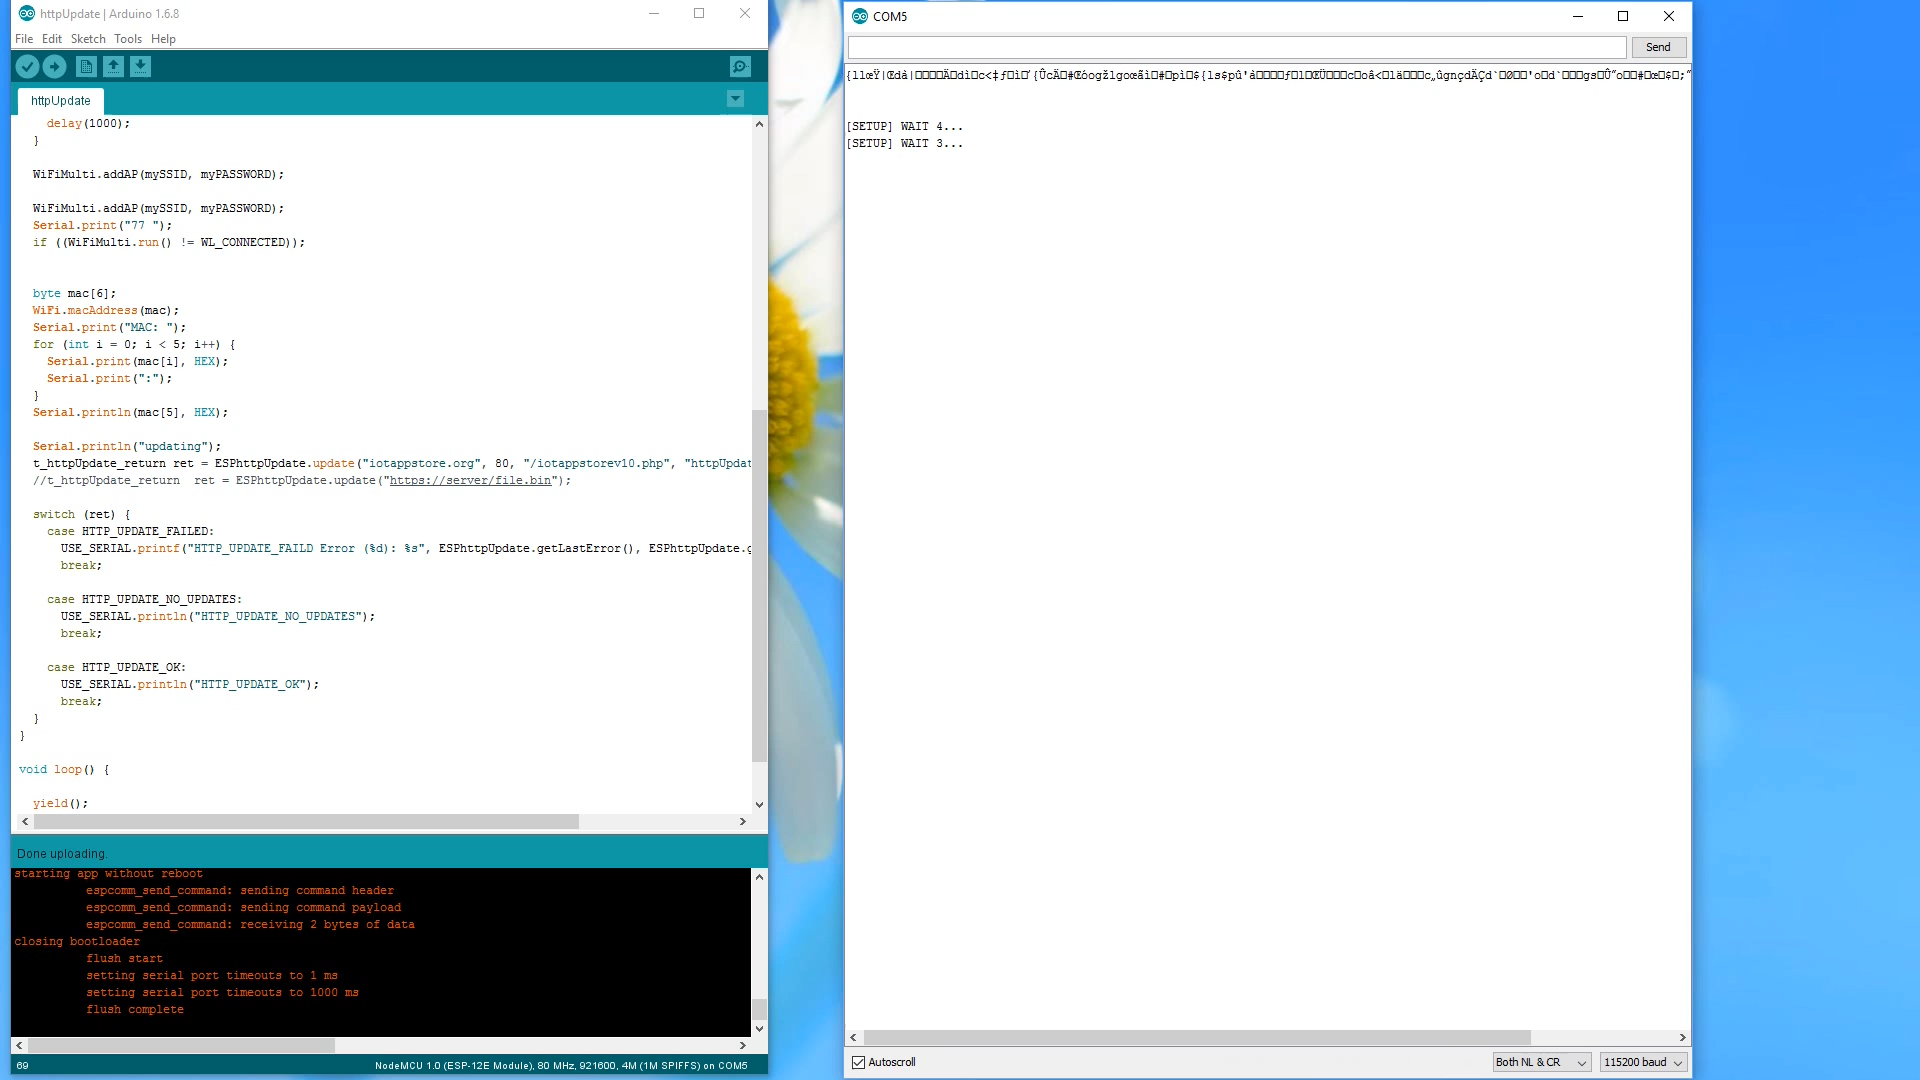 httpUpdate | Arduino 1.6.8
File Edit Sketch Tools Help
httpUpdate
delay(1000);
}
WiFiMulti.addAP(mySSID, myPASSWORD);
WiFiMulti.addAP(mySSID, myPASSWORD);
Serial.print("77 ");
if ((WiFiMulti.run() != WL_CONNECTED));
byte mac[6];
WiFi.macAddress(mac);
Serial.print("MAC: ");
for (int i = 0; i < 5; i++) {
Serial.print(mac[i], HEX);
Serial.print(":");
}
Serial.println(mac[5], HEX);
Serial.println("updating");
t_httpUpdate_return ret = ESPhttpUpdate.update("iotappstore.org", 80, "/iotappstorev10.php", "httpUpdat
//t_httpUpdate_return  ret = ESPhttpUpdate.update("https://server/file.bin");
switch (ret) {
case HTTP_UPDATE_FAILED:
USE_SERIAL.printf("HTTP_UPDATE_FAILD Error (%d): %s", ESPhttpUpdate.getLastError(), ESPhttpUpdate.g
break;
case HTTP_UPDATE_NO_UPDATES:
USE_SERIAL.println("HTTP_UPDATE_NO_UPDATES");
break;
case HTTP_UPDATE_OK:
USE_SERIAL.println("HTTP_UPDATE_OK");
break;
}
}
void loop() {
yield();
Done uploading.
starting app without reboot
espcomm_send_command: sending command header
espcomm_send_command: sending command payload
espcomm_send_command: receiving 2 bytes of data
closing bootloader
flush start
setting serial port timeouts to 1 ms
setting serial port timeouts to 1000 ms
flush complete
69
NodeMCU 1.0 (ESP-12E Module), 80 MHz, 921600, 4M (1M SPIFFS) on COM5
COM5
Send
[SETUP] WAIT 4...
[SETUP] WAIT 3...
Autoscroll
Both NL & CR
115200 baud